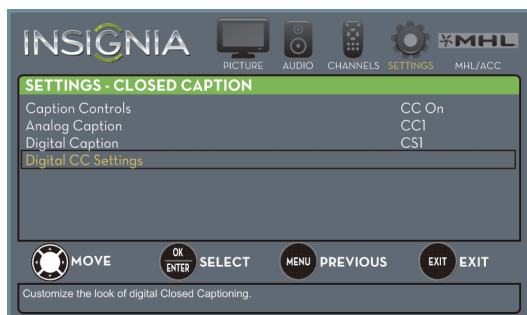 INSIGNIA
PICTURE AUDIO CHANNELS SETTINGS MHL MHL/ACC
SETTINGS - CLOSED CAPTION
Caption Controls CC On
Analog Caption CC1
Digital Caption CS1
Digital CC Settings
MOVE OK ENTER SELECT MENU PREVIOUS EXIT EXIT
Customize the look of digital Closed Captioning.